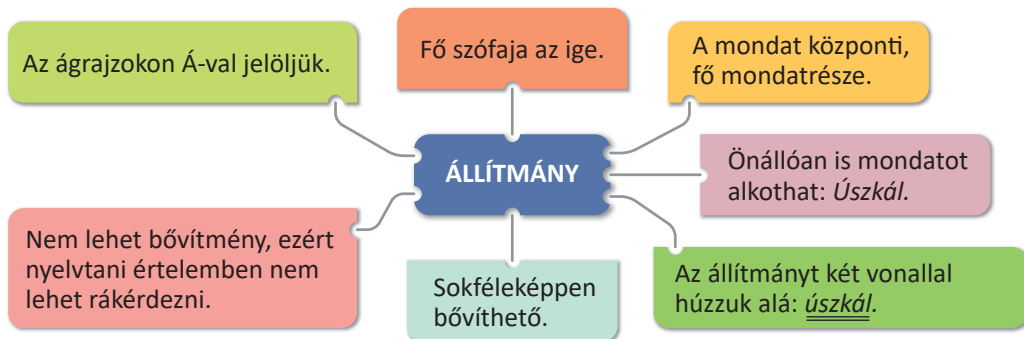 Az ágrajzokon Á-val jelöljük.
Fő szófaja az ige.
A mondat központi,
fő mondatrésze.
ÁLLÍTMÁNY
Önállóan is mondatot
alkothat: Úszkál.
Nem lehet bővítmény, ezért
nyelvtani értelemben nem
lehet rákérdezni.
Sokféleképpen
bővíthető.
Az állítmányt két vonallal
húzzuk alá: úszkál.